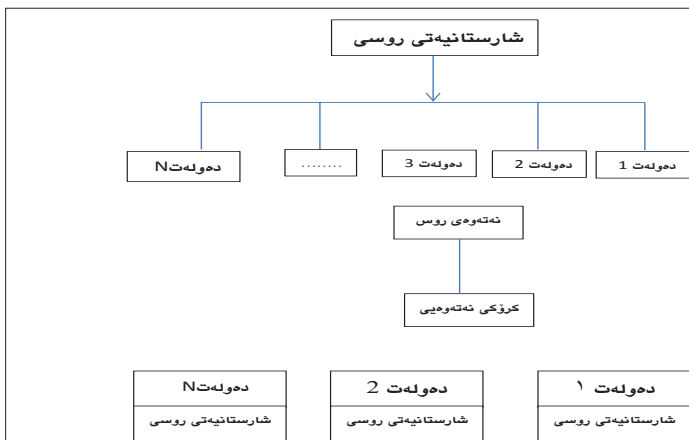 شارستانیەتی روسی
دەولەت 1
دەولەت 2
دەولەت 3
........
دەولەتN
نەتەوەی روس
کرۆکی نەتەوەیی
دەولەت ١
شارستانیەتی روسی
دەولەت 2
شارستانیەتی روسی
دەولەتN
شارستانیەتی روسی